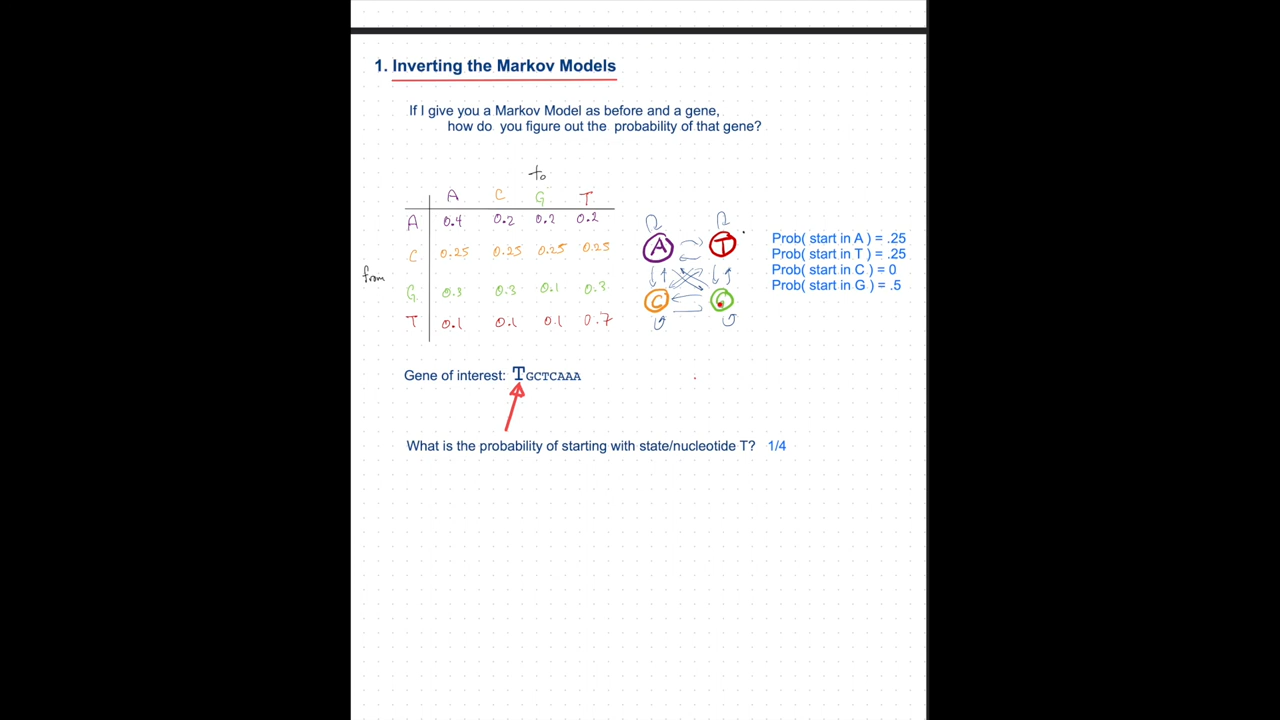 1. Inverting the Markov Models
If I give you a Markov Model as before and a gene,
how do you figure out the probability of that gene?
to
A C G T
A 0.4 0.2 0.2 0.2
C 0.25 0.25 0.25 0.25
from
G 0.3 0.3 0.1 0.3
T 0.1 0.1 0.1 0.7
A T
C G
Prob( start in A ) = .25
Prob( start in T ) = .25
Prob( start in C ) = 0
Prob( start in G ) = .5
Gene of interest: TGCTCAAA
What is the probability of starting with state/nucleotide T? 1/4